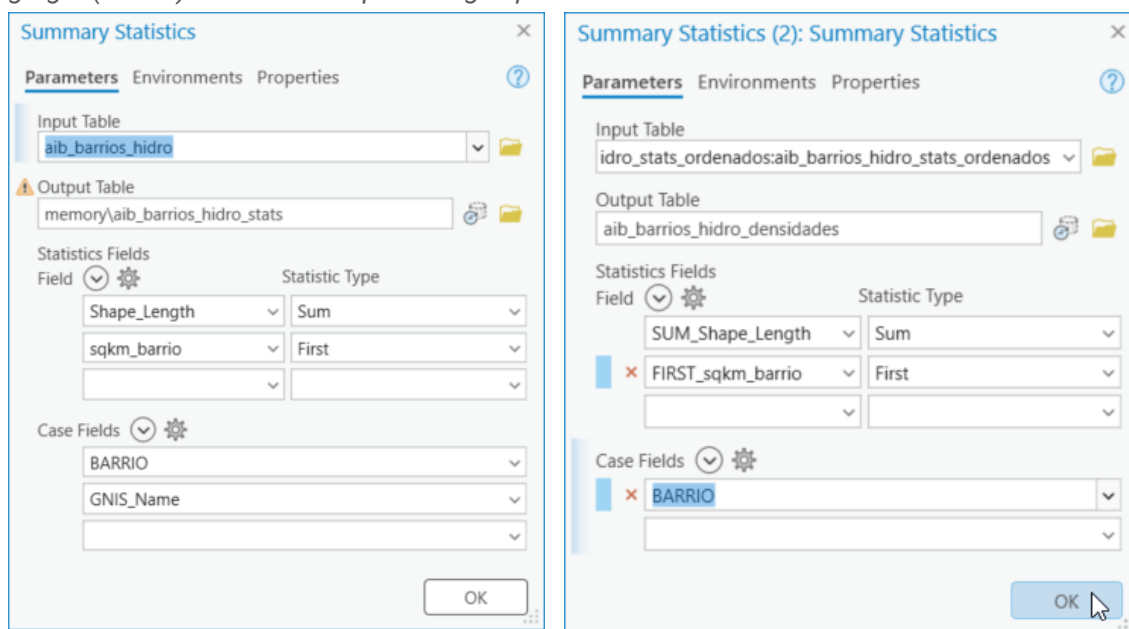 Summary Statistics
Parameters Environments Properties
Input Table
aib_barrios_hidro
Output Table
memory\aib_barrios_hidro_stats
Statistics Fields
Field Statistic Type
Shape_Length Sum
sqkm_barrio First
Case Fields
BARRIO
GNIS_Name
OK
Summary Statistics (2): Summary Statistics
Parameters Environments Properties
Input Table
idro_stats_ordenados:aib_barrios_hidro_stats_ordenados
Output Table
aib_barrios_hidro_densidades
Statistics Fields
Field Statistic Type
SUM_Shape_Length Sum
FIRST_sqkm_barrio First
Case Fields
BARRIO
OK